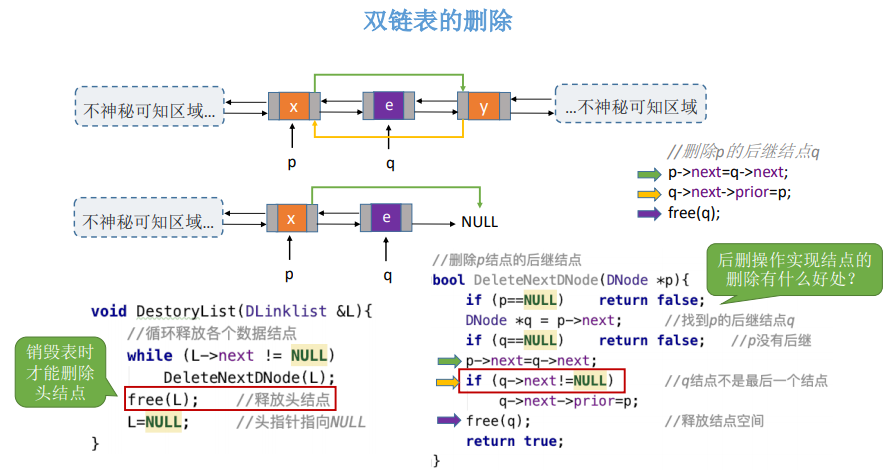 双链表的删除
不神秘可知区域…
x
e
y
…不神秘可知区域
p
q
//删除p的后继结点q
p->next=q->next;
q->next->prior=p;
free(q);
不神秘可知区域…
x
e
NULL
p
q
//删除p结点的后继结点
bool DeleteNextDNode(DNode *p){
if (p==NULL) return false;
DNode *q = p->next; //找到p的后继结点q
if (q==NULL) return false; //p没有后继
p->next=q->next;
if (q->next!=NULL) //q结点不是最后一个结点
q->next->prior=p;
free(q); //释放结点空间
return true;
}
后删操作实现结点的
删除有什么好处？
void DestoryList(DLinklist &L){
//循环释放各个数据结点
while (L->next != NULL)
DeleteNextDNode(L);
free(L); //释放头结点
L=NULL; //头指针指向NULL
}
销毁表时
才能删除
头结点